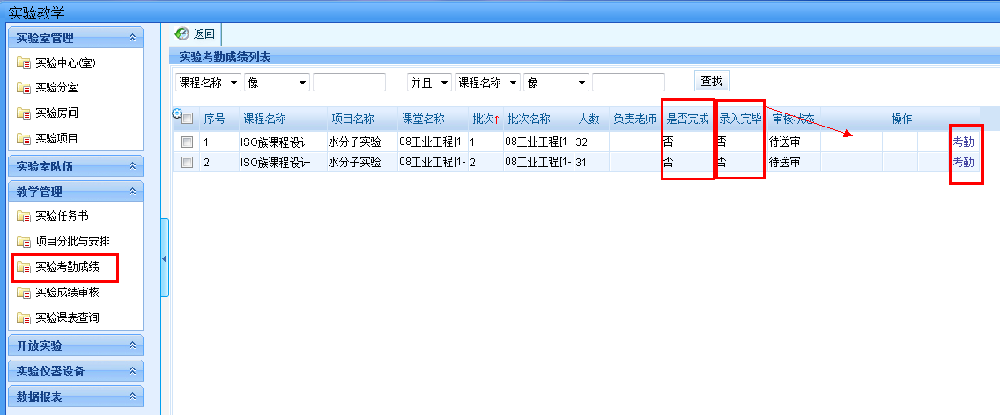 实验教学
实验室管理
实验中心(室)
实验分室
实验房间
实验项目
实验室队伍
教学管理
实验任务书
项目分批与安排
实验考勤成绩
实验成绩审核
实验课表查询
开放实验
实验仪器设备
数据报表
返回
实验考勤成绩列表
课程名称 像 并且 课程名称 像 查找
序号 课程名称 项目名称 课堂名称 批次↑ 批次名称 人数 负责老师 是否完成 录入完毕 审核状态 操作
1 ISO族课程设计 水分子实验 08工业工程[1- 1 08工业工程[1- 32 否 否 待送审 考勤
2 ISO族课程设计 水分子实验 08工业工程[1- 2 08工业工程[1- 31 否 否 待送审 考勤